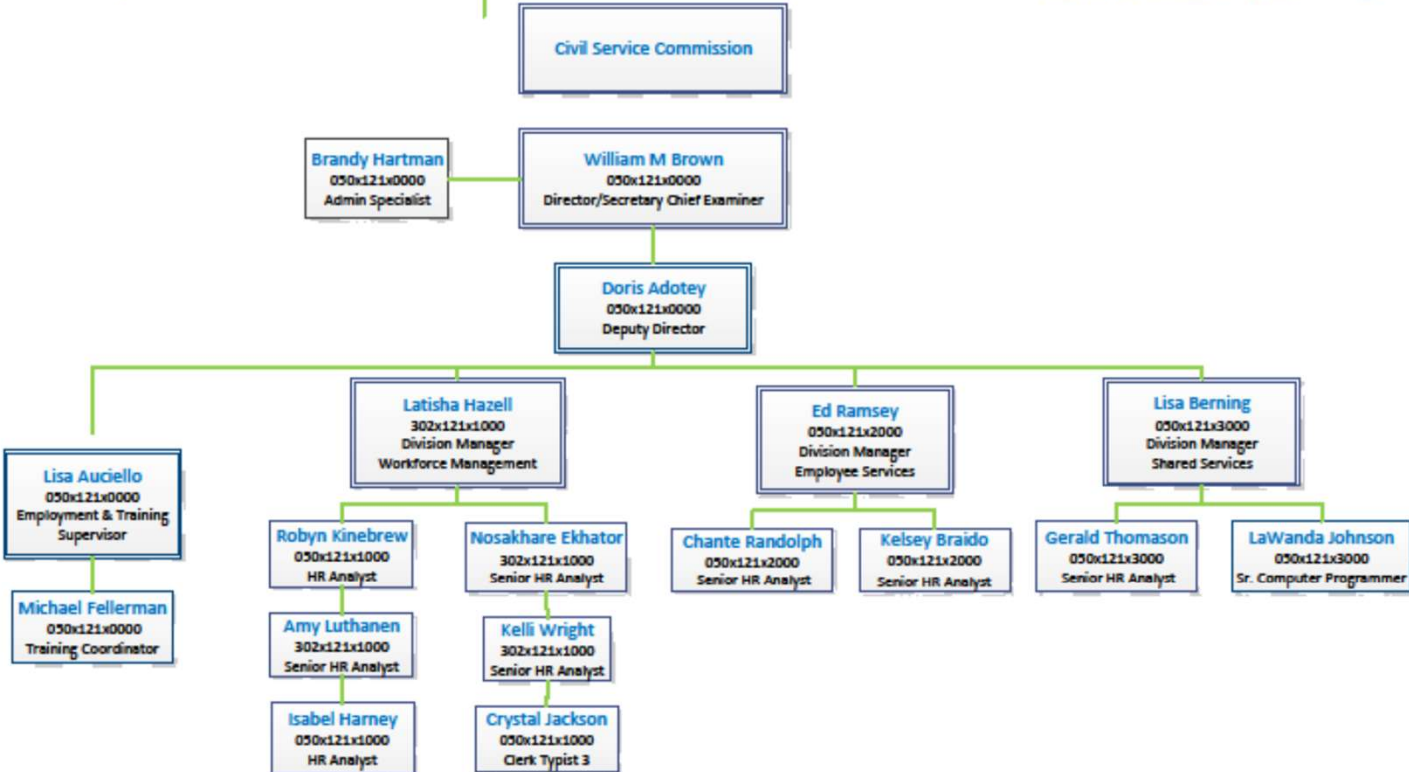 Civil Service Commission
Brandy Hartman
050x121x0000
Admin Specialist
William M Brown
050x121x0000
Director/Secretary Chief Examiner
Doris Adotey
050x121x0000
Deputy Director
Lisa Auciello
050x121x0000
Employment & Training
Supervisor
Michael Fellerman
050x121x0000
Training Coordinator
Latisha Hazell
302x121x1000
Division Manager
Workforce Management
Robyn Kinebrew
050x121x1000
HR Analyst
Amy Luthanen
302x121x1000
Senior HR Analyst
Isabel Harney
050x121x1000
HR Analyst
Nosakhare Ekhator
302x121x1000
Senior HR Analyst
Kelli Wright
302x121x1000
Senior HR Analyst
Crystal Jackson
050x121x1000
Clerk Typist 3
Ed Ramsey
050x121x2000
Division Manager
Employee Services
Chante Randolph
050x121x2000
Senior HR Analyst
Kelsey Braido
050x121x2000
Senior HR Analyst
Lisa Berning
050x121x3000
Division Manager
Shared Services
Gerald Thomason
050x121x3000
Senior HR Analyst
LaWanda Johnson
050x121x3000
Sr. Computer Programmer